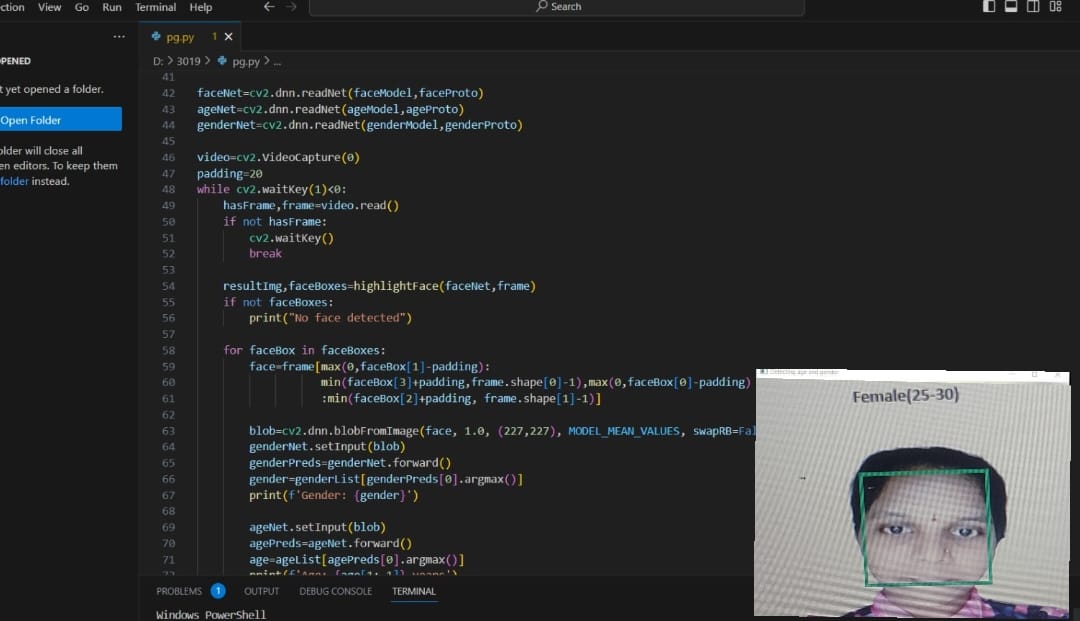 ction View Go Run Terminal Help
Search
pg.py 1
D: > 3019 > pg.py > ...
PENED
t yet opened a folder.
Open Folder
older will close all
en editors. To keep them
folder instead.
41
42 faceNet=cv2.dnn.readNet(faceModel,faceProto)
43 ageNet=cv2.dnn.readNet(ageModel,ageProto)
44 genderNet=cv2.dnn.readNet(genderModel,genderProto)
45
46 video=cv2.VideoCapture(0)
47 padding=20
48 while cv2.waitKey(1)<0:
49 hasFrame,frame=video.read()
50 if not hasFrame:
51 cv2.waitKey()
52 break
53
54 resultImg,faceBoxes=highlightFace(faceNet,frame)
55 if not faceBoxes:
56 print("No face detected")
57
58 for faceBox in faceBoxes:
59 face=frame[max(0,faceBox[1]-padding):
60 min(faceBox[3]+padding,frame.shape[0]-1),max(0,faceBox[0]-padding)
61 :min(faceBox[2]+padding, frame.shape[1]-1)]
62
63 blob=cv2.dnn.blobFromImage(face, 1.0, (227,227), MODEL_MEAN_VALUES, swapRB=Fal
64 genderNet.setInput(blob)
65 genderPreds=genderNet.forward()
66 gender=genderList[genderPreds[0].argmax()]
67 print(f'Gender: {gender}')
68
69 ageNet.setInput(blob)
70 agePreds=ageNet.forward()
71 age=ageList[agePreds[0].argmax()]
72 print(f'Age: {age[1:-1]} years')
Detecting age and gender
Female(25-30)
PROBLEMS 1 OUTPUT DEBUG CONSOLE TERMINAL
Windows PowerShell